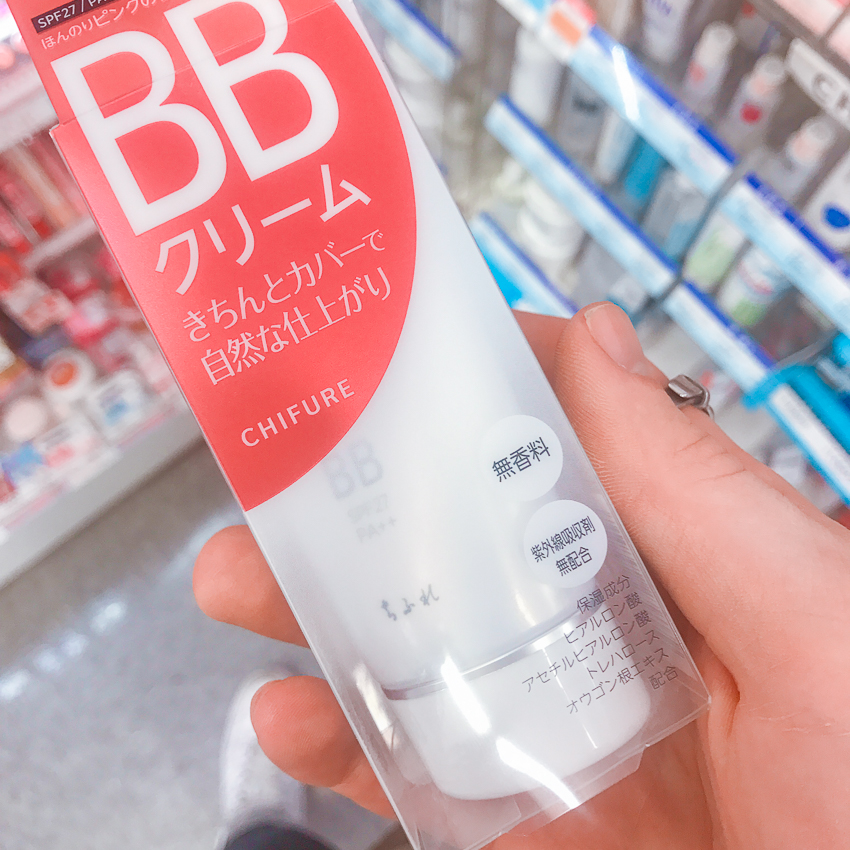 SPF27 / PA
ほんのりピンクの
BB
クリーム
きちんとカバーで
自然な仕上がり
CHIFURE
BB
SPF27
PA++
ちふれ
無香料
紫外線吸収剤
無配合
保湿成分
ヒアルロン酸
アセチルヒアルロン酸
トレハロース
オウゴン根エキス
配合